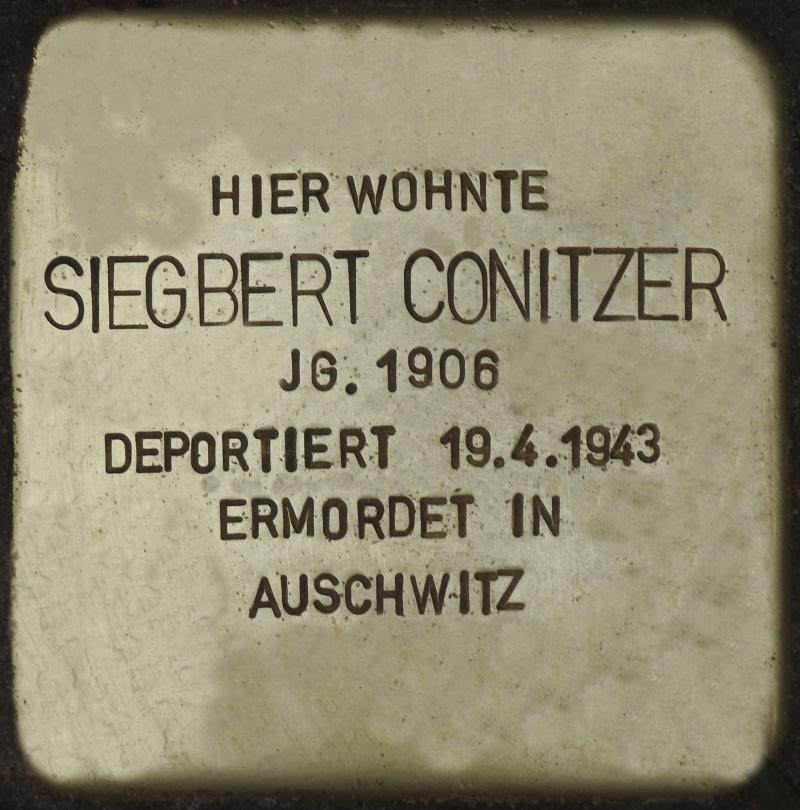 HIER WOHNTE
SIEGBERT CONITZER
JG. 1906
DEPORTIERT 19.4.1943
ERMORDET IN
AUSCHWITZ